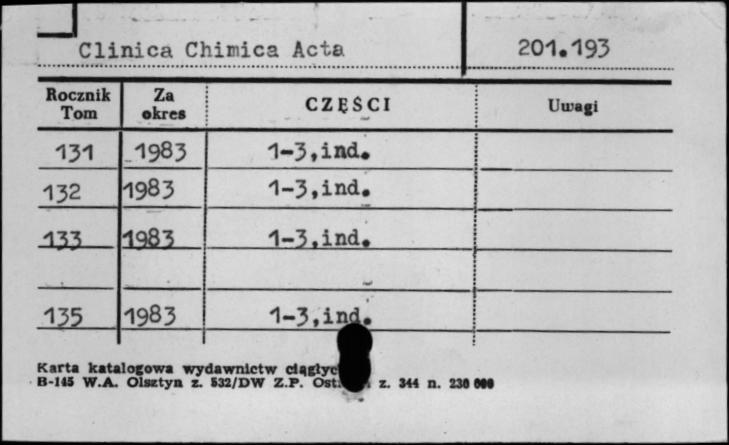 Clinica Chimica Acta 201.193
Rocznik Tom Za okres CZĘŚCI Uwagi
131 1983 1-3,ind.
132 1983 1-3,ind.
133 1983 1-3,ind.
135 1983 1-3,ind.
Karta katalogowa wydawnictw ciągłyc
B-145 W.A. Olsztyn z. 532/DW Z.P. Ost. z. 344 n. 230 000